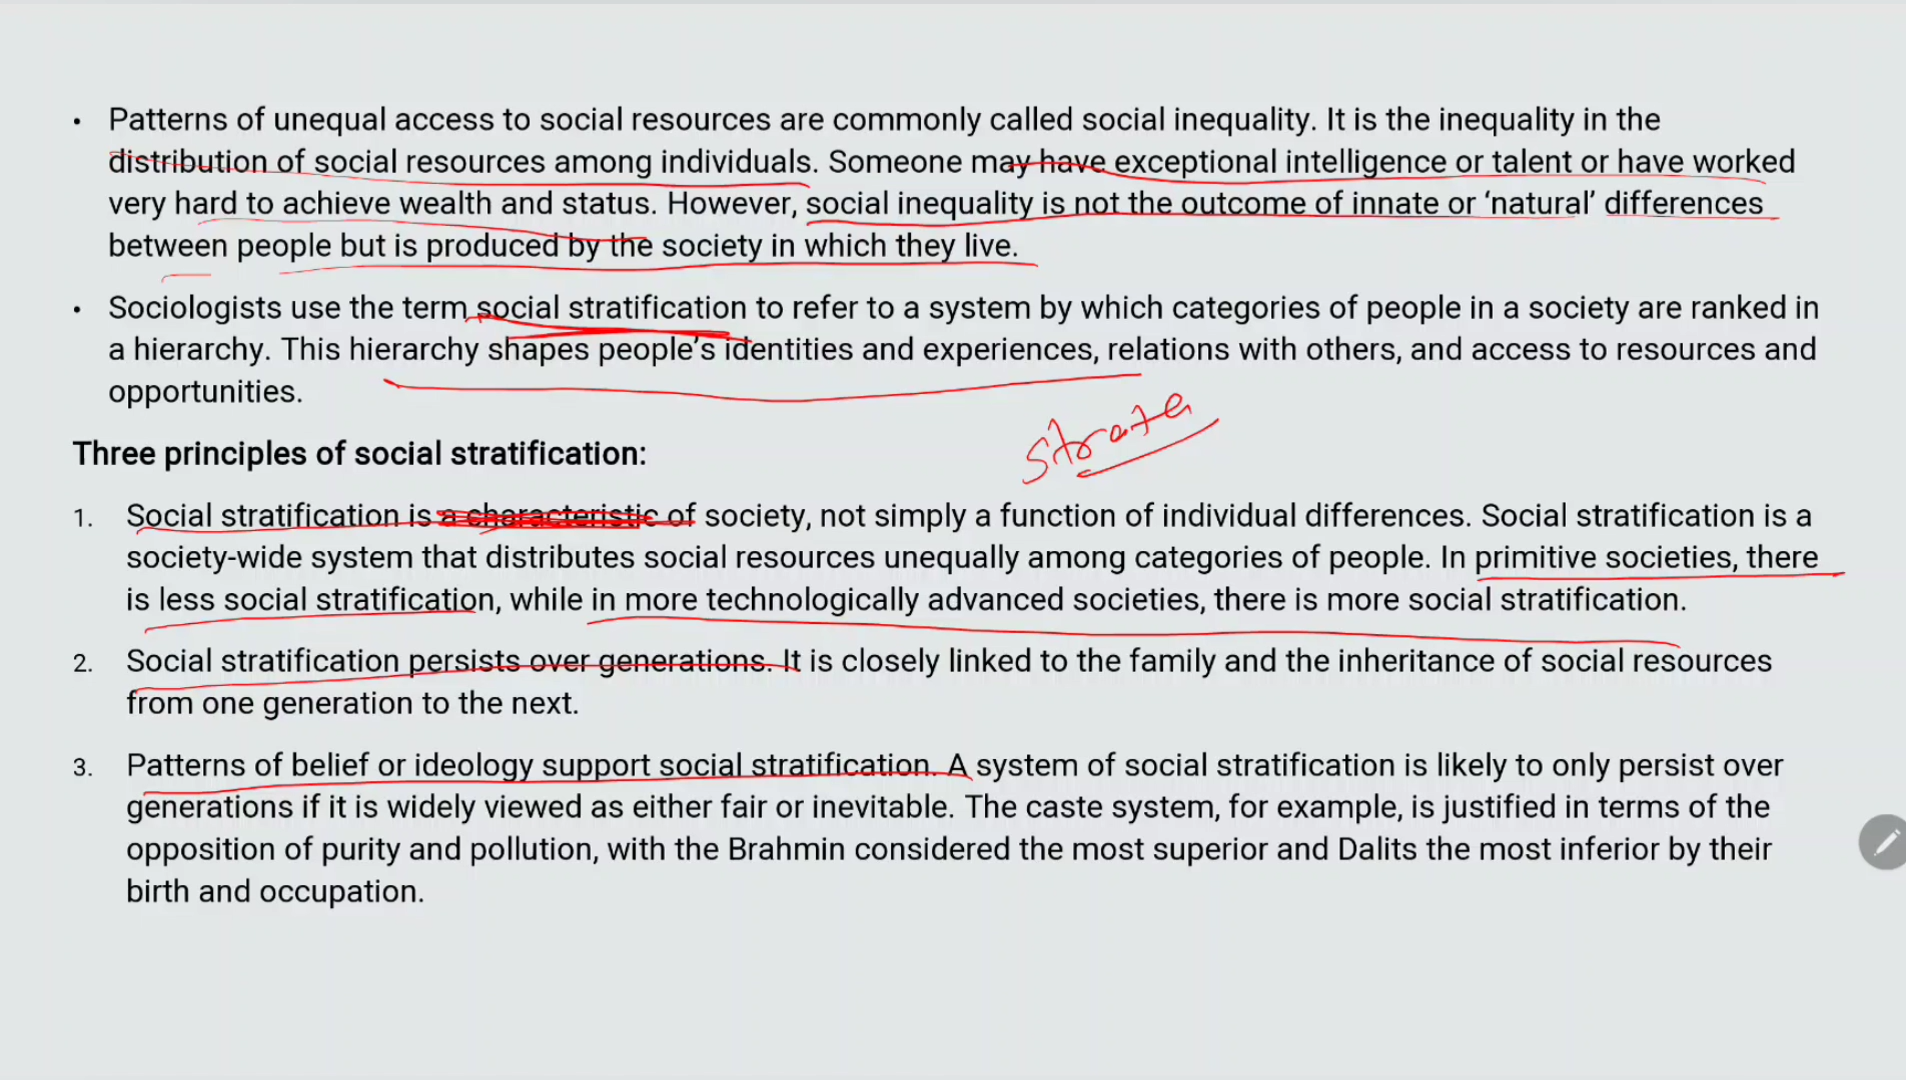 • Patterns of unequal access to social resources are commonly called social inequality. It is the inequality in the
distribution of social resources among individuals. Someone may have exceptional intelligence or talent or have worked
very hard to achieve wealth and status. However, social inequality is not the outcome of innate or ‘natural’ differences
between people but is produced by the society in which they live.
• Sociologists use the term social stratification to refer to a system by which categories of people in a society are ranked in
a hierarchy. This hierarchy shapes people’s identities and experiences, relations with others, and access to resources and
opportunities.
strata
Three principles of social stratification:
1. Social stratification is a characteristic of society, not simply a function of individual differences. Social stratification is a
society-wide system that distributes social resources unequally among categories of people. In primitive societies, there
is less social stratification, while in more technologically advanced societies, there is more social stratification.
2. Social stratification persists over generations. It is closely linked to the family and the inheritance of social resources
from one generation to the next.
3. Patterns of belief or ideology support social stratification. A system of social stratification is likely to only persist over
generations if it is widely viewed as either fair or inevitable. The caste system, for example, is justified in terms of the
opposition of purity and pollution, with the Brahmin considered the most superior and Dalits the most inferior by their
birth and occupation.